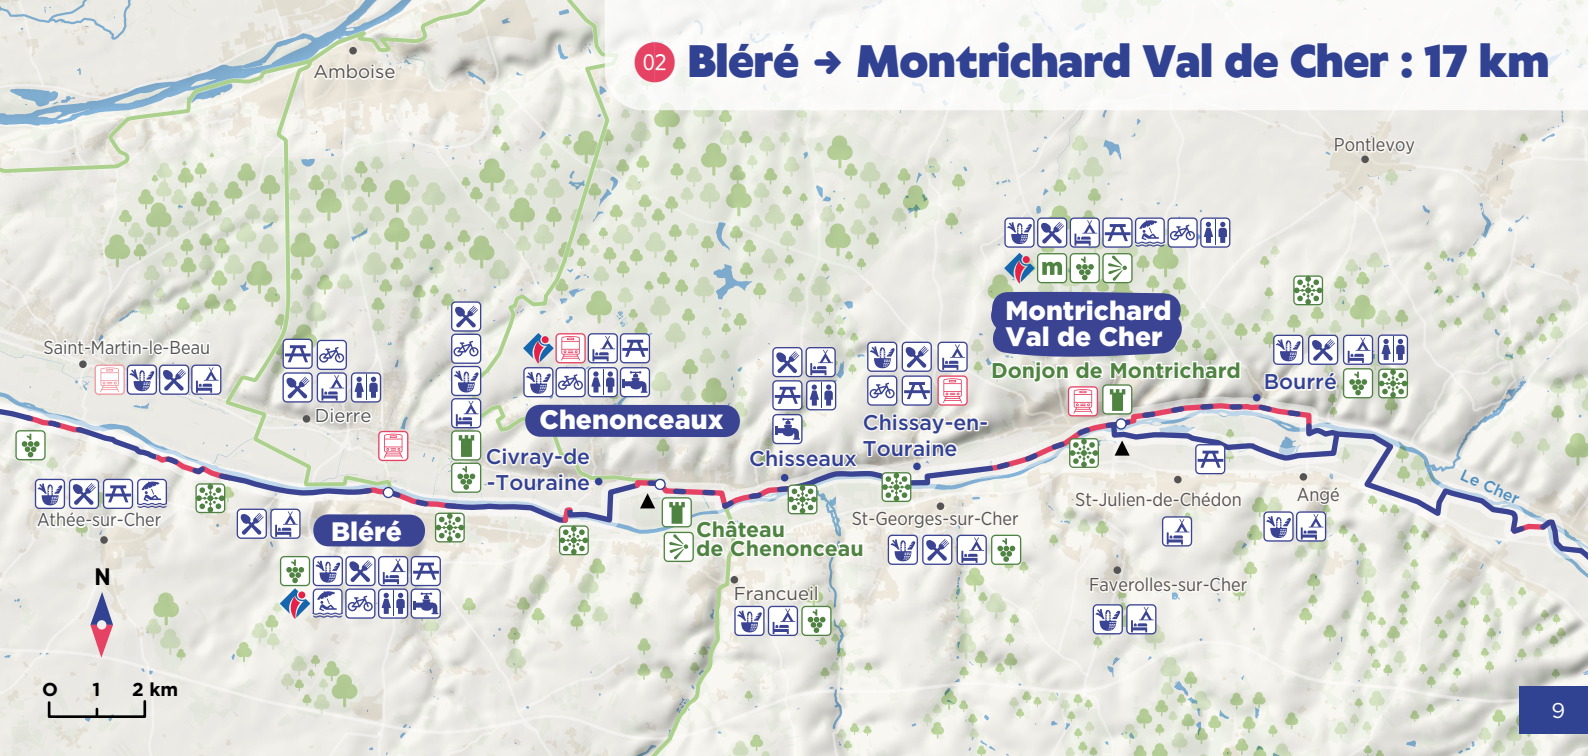 02 Bléré → Montrichard Val de Cher : 17 km
Amboise
Pontlevoy
Saint-Martin-le-Beau
Dierre
Chenonceaux
Civray-de
-Touraine
Chisseaux
Chissay-en-
Touraine
Montrichard
Val de Cher
m
Donjon de Montrichard
Bourré
Le Cher
Athée-sur-Cher
Bléré
Château
de Chenonceau
St-Georges-sur-Cher
St-Julien-de-Chédon
Angé
Francueil
Faverolles-sur-Cher
N
0 1 2 km
9